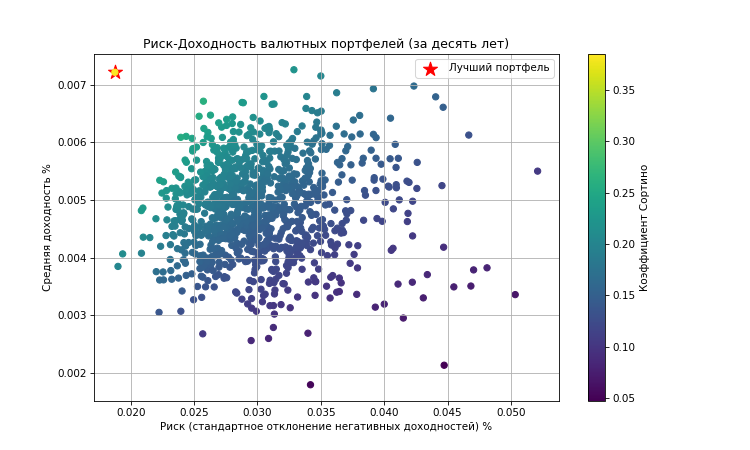 Риск-Доходность валютных портфелей (за десять лет)
Лучший портфель
Средняя доходность %
0.007
0.006
0.005
0.004
0.003
0.002
0.020 0.025 0.030 0.035 0.040 0.045 0.050
Риск (стандартное отклонение негативных доходностей) %
0.35
0.30
0.25
0.20
0.15
0.10
0.05
Коэффициент Сортино